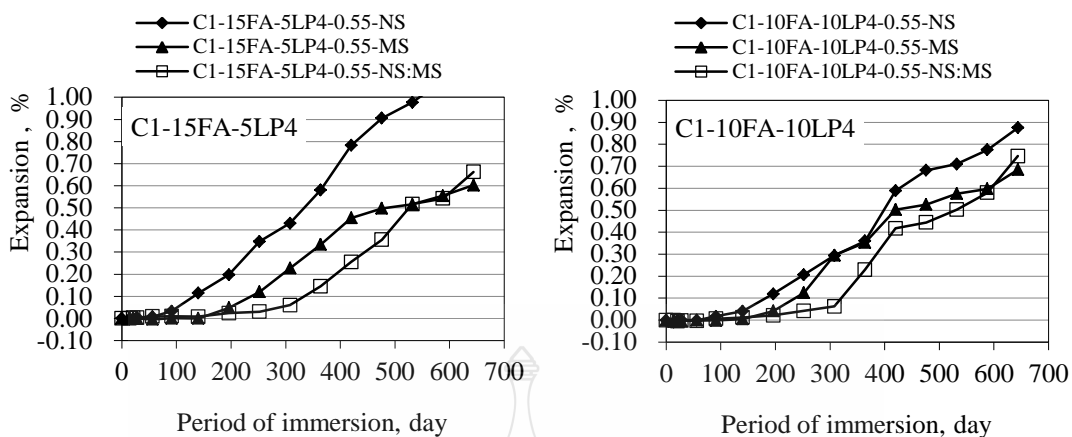 C1-15FA-5LP4-0.55-NS
C1-15FA-5LP4-0.55-MS
C1-15FA-5LP4-0.55-NS:MS
1.00
0.90
0.80
0.70
0.60
0.50
0.40
0.30
0.20
0.10
0.00
-0.10
Expansion , %
C1-15FA-5LP4
0 100 200 300 400 500 600 700
Period of immersion, day
C1-10FA-10LP4-0.55-NS
C1-10FA-10LP4-0.55-MS
C1-10FA-10LP4-0.55-NS:MS
1.00
0.90
0.80
0.70
0.60
0.50
0.40
0.30
0.20
0.10
0.00
-0.10
Expansion , %
C1-10FA-10LP4
0 100 200 300 400 500 600 700
Period of immersion, day